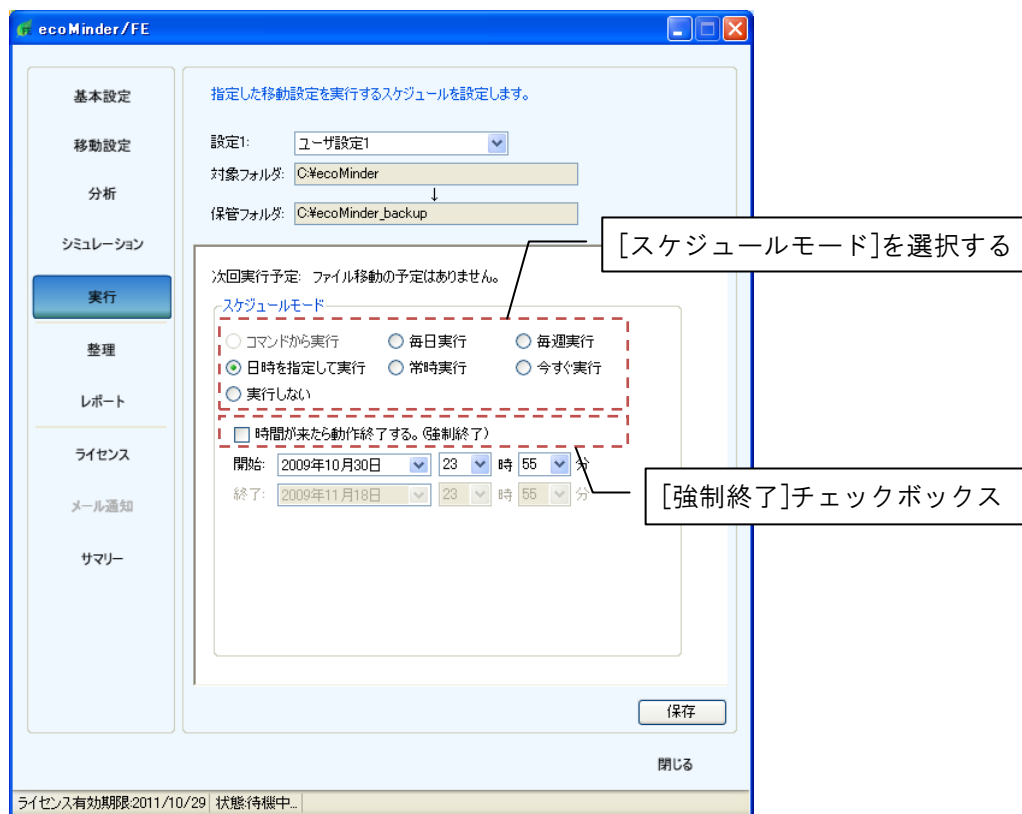 ecoMinder/FE
基本設定
移動設定
分析
シミュレーション
実行
整理
レポート
ライセンス
メール通知
サマリー
指定した移動設定を実行するスケジュールを設定します。
設定1: ユーザ設定1
対象フォルダ: C:¥ecoMinder
↓
保管フォルダ: C:¥ecoMinder_backup
[スケジュールモード]を選択する
次回実行予定: ファイル移動の予定はありません。
スケジュールモード
コマンドから実行 毎日実行 毎週実行
日時を指定して実行 常時実行 今すぐ実行
実行しない
時間が来たら動作終了する。(強制終了)
開始: 2009年10月30日 23 時 55 分
終了: 2009年11月18日 23 時 55 分
[強制終了]チェックボックス
保存
閉じる
ライセンス有効期限:2011/10/29 状態:待機中...